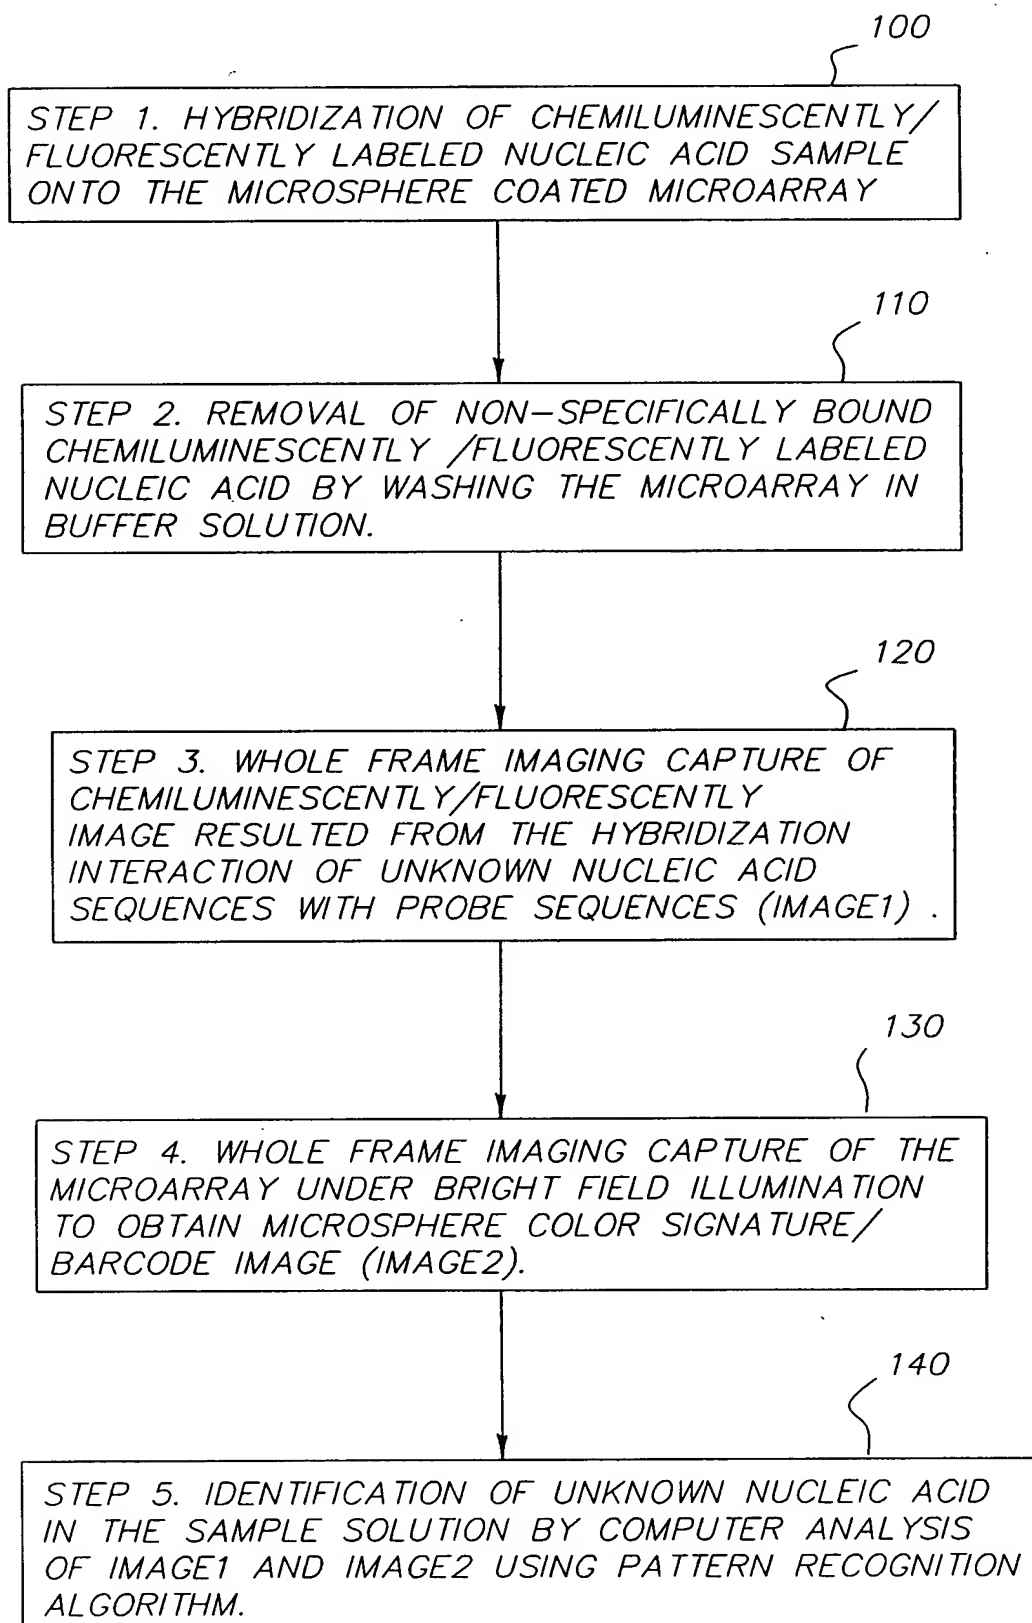 100
STEP 1. HYBRIDIZATION OF CHEMILUMINESCENTLY/
FLUORESCENTLY LABELED NUCLEIC ACID SAMPLE
ONTO THE MICROSPHERE COATED MICROARRAY
110
STEP 2. REMOVAL OF NON-SPECIFICALLY BOUND
CHEMILUMINESCENTLY /FLUORESCENTLY LABELED
NUCLEIC ACID BY WASHING THE MICROARRAY IN
BUFFER SOLUTION.
120
STEP 3. WHOLE FRAME IMAGING CAPTURE OF
CHEMILUMINESCENTLY/FLUORESCENTLY
IMAGE RESULTED FROM THE HYBRIDIZATION
INTERACTION OF UNKNOWN NUCLEIC ACID
SEQUENCES WITH PROBE SEQUENCES (IMAGE1) .
130
STEP 4. WHOLE FRAME IMAGING CAPTURE OF THE
MICROARRAY UNDER BRIGHT FIELD ILLUMINATION
TO OBTAIN MICROSPHERE COLOR SIGNATURE/
BARCODE IMAGE (IMAGE2).
140
STEP 5. IDENTIFICATION OF UNKNOWN NUCLEIC ACID
IN THE SAMPLE SOLUTION BY COMPUTER ANALYSIS
OF IMAGE1 AND IMAGE2 USING PATTERN RECOGNITION
ALGORITHM.